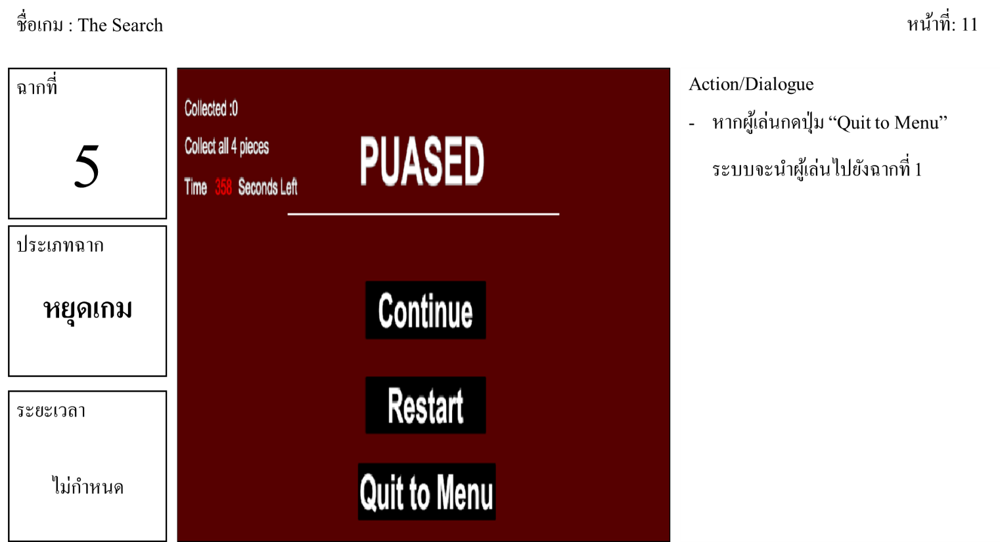 ชื่อเกม : The Search
หน้าที่: 11
ฉากที่
5
ประเภทฉาก
หยุดเกม
ระยะเวลา
ไม่กำหนด
Collected :0
Collect all 4 pieces
Time 358 Seconds Left
PUASED
Continue
Restart
Quit to Menu
Action/Dialogue
- หากผู้เล่นกดปุ่ม “Quit to Menu”
ระบบจะนำผู้เล่นไปยังฉากที่ 1